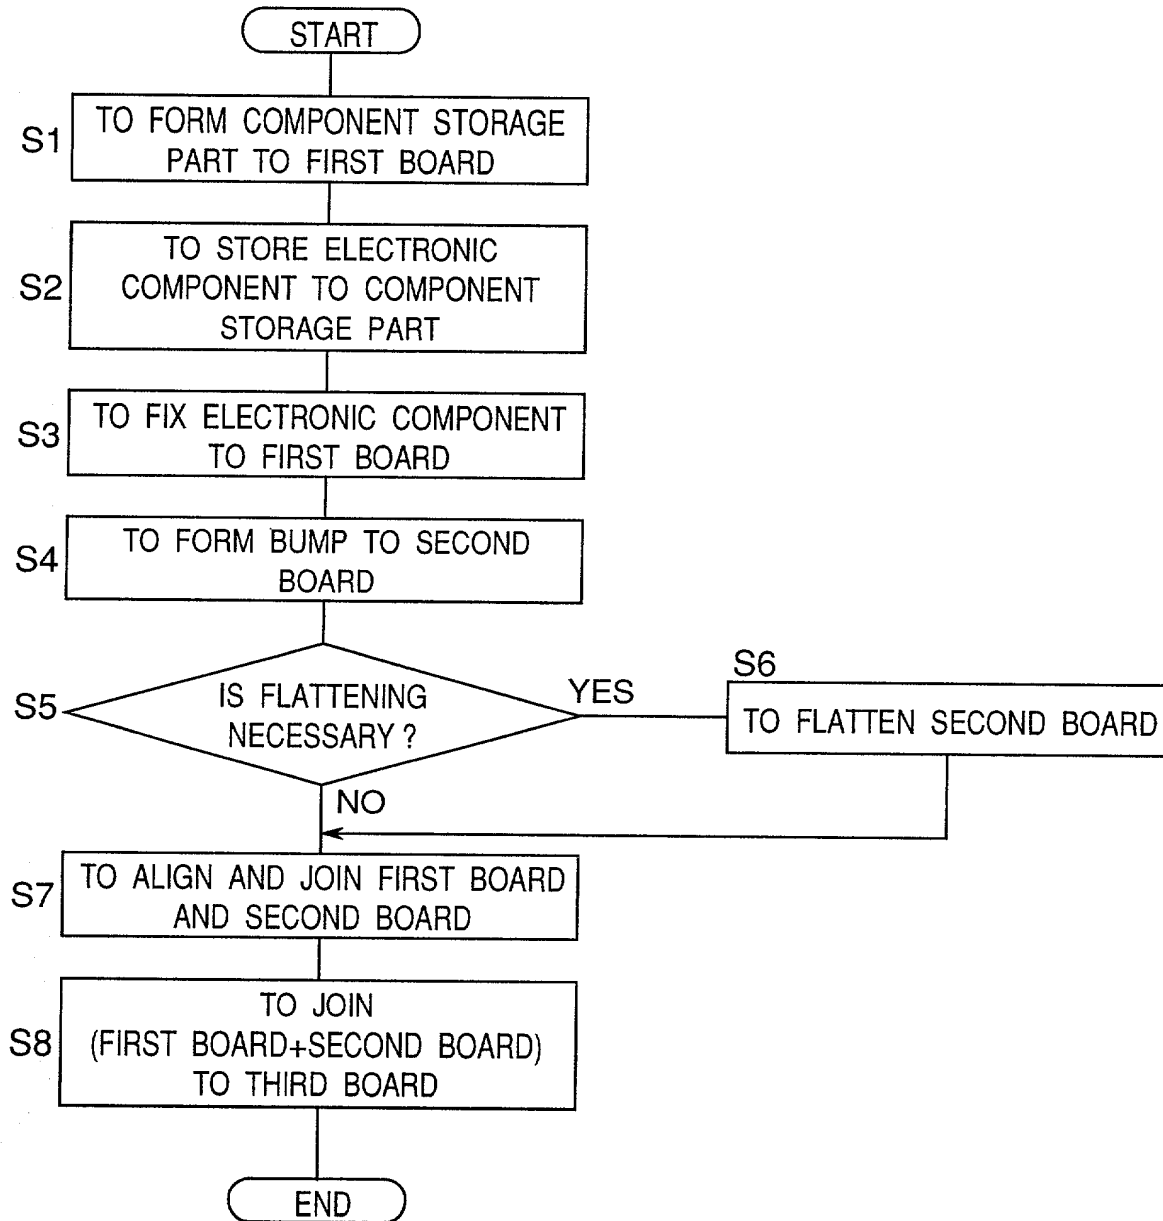 START
S1
TO FORM COMPONENT STORAGE
PART TO FIRST BOARD
S2
TO STORE ELECTRONIC
COMPONENT TO COMPONENT
STORAGE PART
S3
TO FIX ELECTRONIC COMPONENT
TO FIRST BOARD
S4
TO FORM BUMP TO SECOND
BOARD
S5
IS FLATTENING
NECESSARY ?
YES
S6
TO FLATTEN SECOND BOARD
NO
S7
TO ALIGN AND JOIN FIRST BOARD
AND SECOND BOARD
S8
TO JOIN
(FIRST BOARD+SECOND BOARD)
TO THIRD BOARD
END